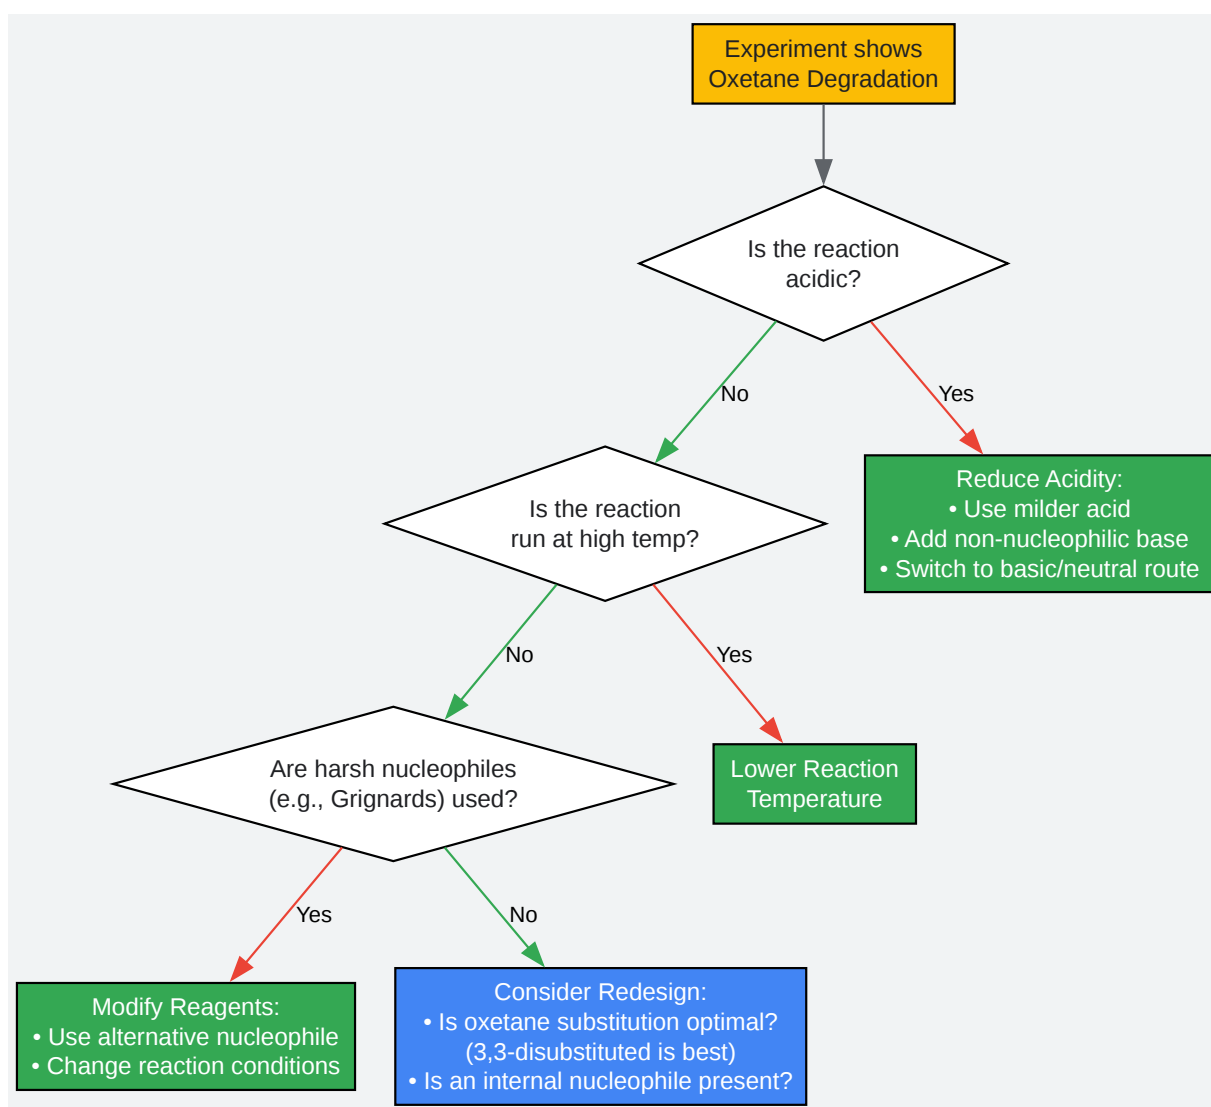 Experiment shows
Oxetane Degradation
Is the reaction
acidic?
No
Yes
Is the reaction
run at high temp?
Reduce Acidity:
• Use milder acid
• Add non-nucleophilic base
• Switch to basic/neutral route
No
Yes
Are harsh nucleophiles
(e.g., Grignards) used?
Lower Reaction
Temperature
Yes
No
Modify Reagents:
• Use alternative nucleophile
• Change reaction conditions
Consider Redesign:
• Is oxetane substitution optimal?
(3,3-disubstituted is best)
• Is an internal nucleophile present?